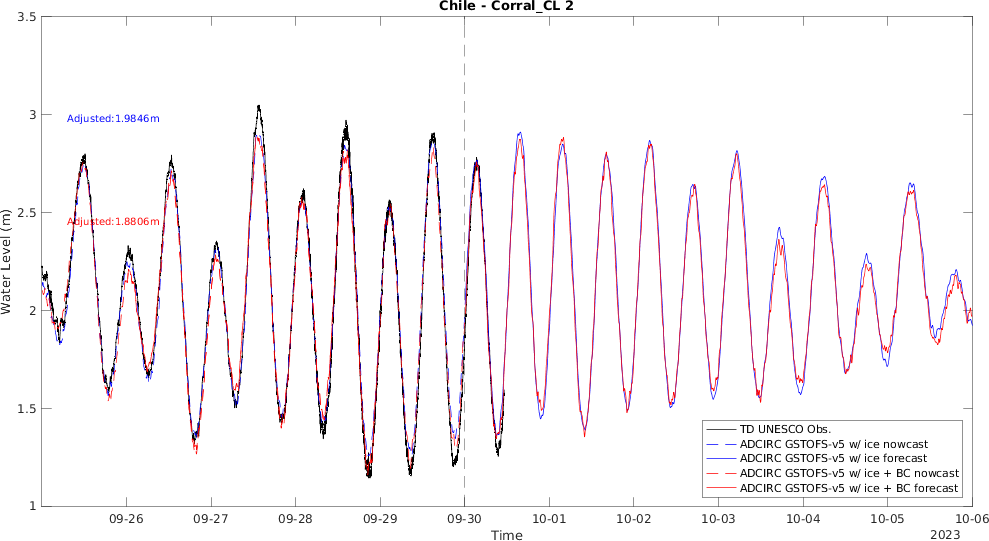 Chile - Corral_CL 2
3.5
3
2.5
2
1.5
1
Water Level (m)
Adjusted:1.9846m
Adjusted:1.8806m
TD UNESCO Obs.
ADCIRC GSTOFS-v5 w/ ice nowcast
ADCIRC GSTOFS-v5 w/ ice forecast
ADCIRC GSTOFS-v5 w/ ice + BC nowcast
ADCIRC GSTOFS-v5 w/ ice + BC forecast
09-26 09-27 09-28 09-29 09-30 10-01 10-02 10-03 10-04 10-05 10-06
Time
2023